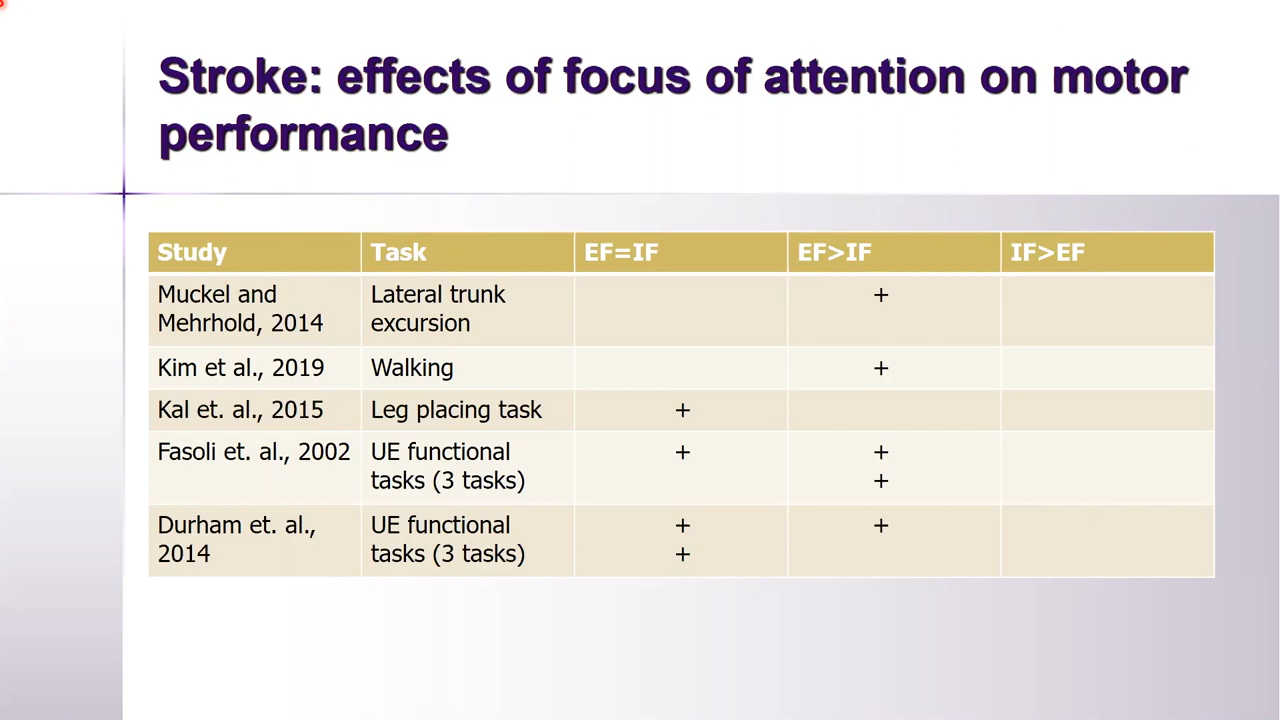 Stroke: effects of focus of attention on motor
performance
Study Task EF=IF EF>IF IF>EF
Muckel and Lateral trunk +
Mehrhold, 2014 excursion
Kim et al., 2019 Walking +
Kal et. al., 2015 Leg placing task +
Fasoli et. al., 2002 UE functional + +
tasks (3 tasks) +
Durham et. al., UE functional + +
2014 tasks (3 tasks) +